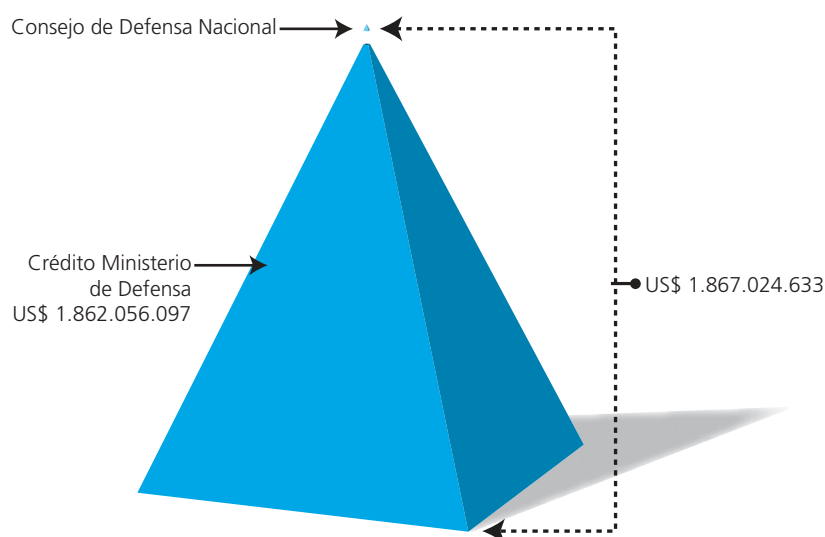 Consejo de Defensa Nacional
Crédito Ministerio
de Defensa
US$ 1.862.056.097
US$ 1.867.024.633